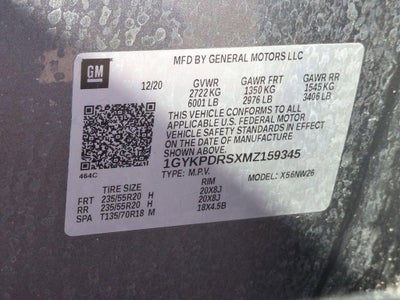 MFD BY GENERAL MOTORS LLC
GM
12/20 GVWR GAWR FRT GAWR RR
2722 KG 1350 KG 1545 KG
6001 LB 2976 LB 3406 LB
THIS VEHICLE CONFORMS TO ALL
APPLICABLE U.S. FEDERAL MOTOR
VEHICLE SAFETY STANDARDS IN EFFECT ON THE
DATE OF MANUFACTURE SHOWN ABOVE.
1GYKPDRSXMZ159345
464C TYPE: M.P.V. MODEL: X56NW26
TIRE SIZE RIM
FRT 235/55R20 H 20X8J
RR 235/55R20 H 20X8J
SPA T135/70R18 M 18X4.5B